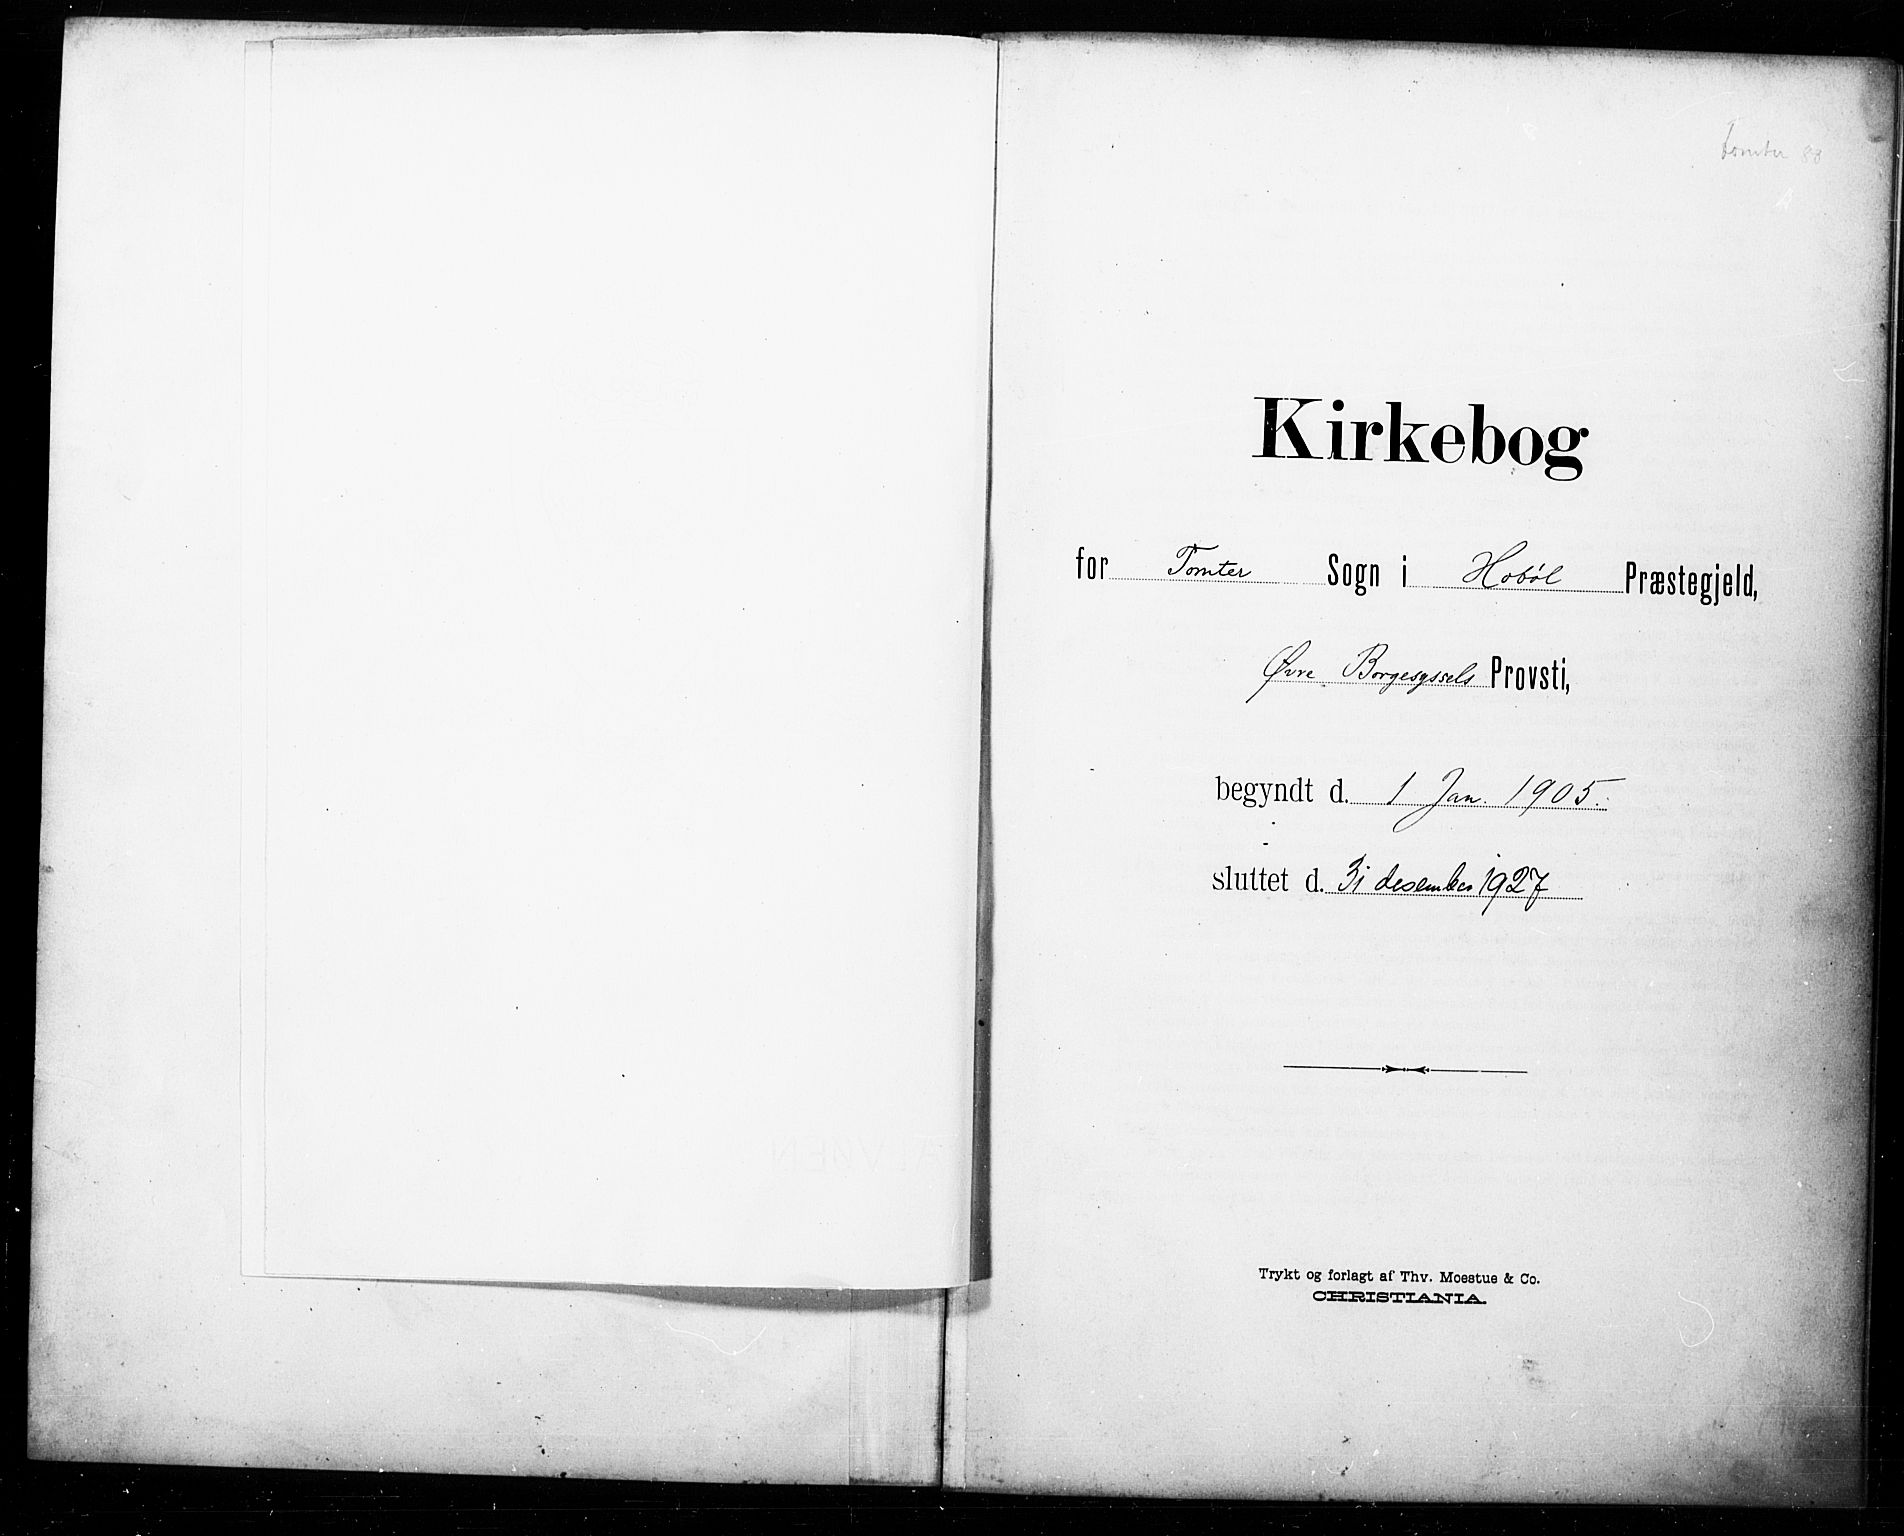 Tomter 88
Kirkebog
for Tomter Sogn i Hobøl Præstegjeld,
Øvre Borgesyssels Provsti,
begyndt d. 1 Jan. 1905.
sluttet d. 31 desember 1927
Trykt og forlagt af Thv. Moestue & Co.
CHRISTIANIA.